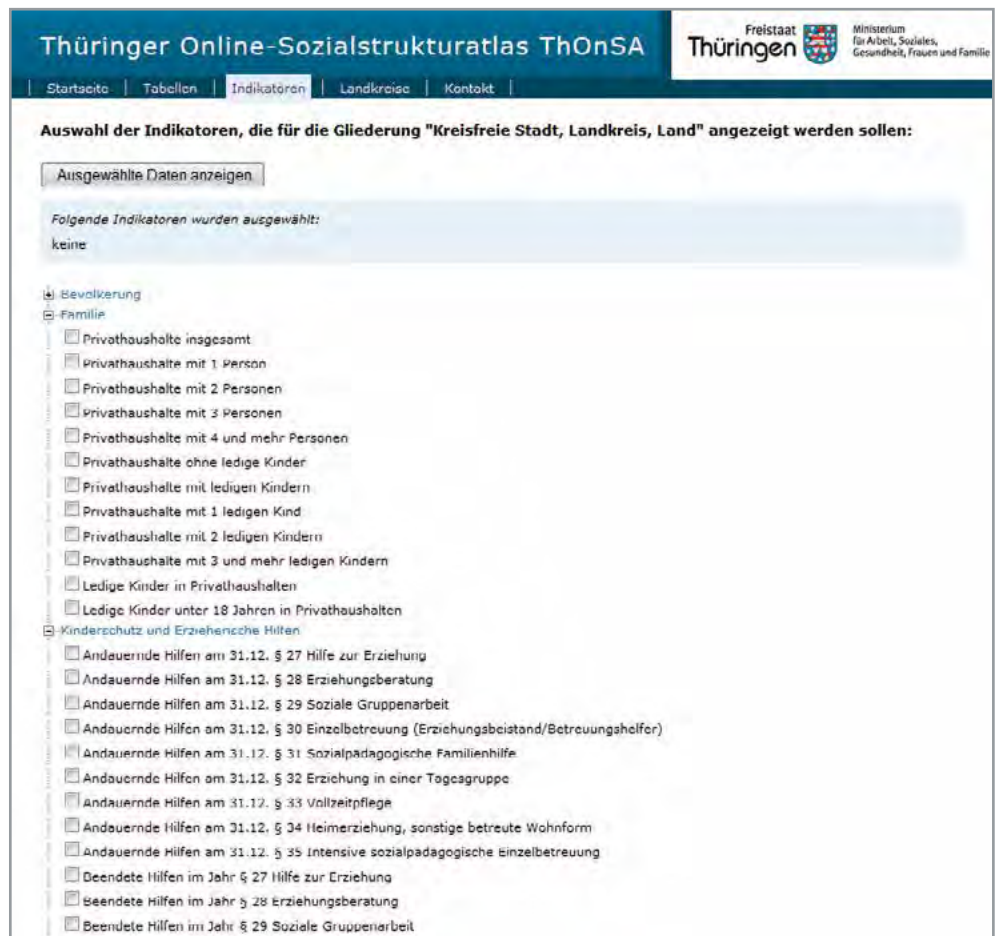 Thüringer Online-Sozialstrukturatlas ThOnSA
Freistaat
Thüringen
Ministerium
für Arbeit, Soziales,
Gesundheit, Frauen und Familie
Startseite | Tabellen | Indikatoren | Landkreise | Kontakt |
Auswahl der Indikatoren, die für die Gliederung "Kreisfreie Stadt, Landkreis, Land" angezeigt werden sollen:
Ausgewählte Daten anzeigen
Folgende Indikatoren wurden ausgewählt:
keine
Bevölkerung
Familie
Privathaushalte insgesamt
Privathaushalte mit 1 Person
Privathaushalte mit 2 Personen
Privathaushalte mit 3 Personen
Privathaushalte mit 4 und mehr Personen
Privathaushalte ohne ledige Kinder
Privathaushalte mit ledigen Kindern
Privathaushalte mit 1 ledigen Kind
Privathaushalte mit 2 ledigen Kindern
Privathaushalte mit 3 und mehr ledigen Kindern
Ledige Kinder in Privathaushalten
Ledige Kinder unter 18 Jahren in Privathaushalten
Kinderschutz und Erzieherische Hilfen
Andauernde Hilfen am 31.12. § 27 Hilfe zur Erziehung
Andauernde Hilfen am 31.12. § 28 Erziehungsberatung
Andauernde Hilfen am 31.12. § 29 Soziale Gruppenarbeit
Andauernde Hilfen am 31.12. § 30 Einzelbetreuung (Erziehungsbeistand/Betreuungshelfer)
Andauernde Hilfen am 31.12. § 31 Sozialpädagogische Familienhilfe
Andauernde Hilfen am 31.12. § 32 Erziehung in einer Tagesgruppe
Andauernde Hilfen am 31.12. § 33 Vollzeitpflege
Andauernde Hilfen am 31.12. § 34 Heimerziehung, sonstige betreute Wohnform
Andauernde Hilfen am 31.12. § 35 Intensive sozialpädagogische Einzelbetreuung
Beendete Hilfen im Jahr § 27 Hilfe zur Erziehung
Beendete Hilfen im Jahr § 28 Erziehungsberatung
Beendete Hilfen im Jahr § 29 Soziale Gruppenarbeit